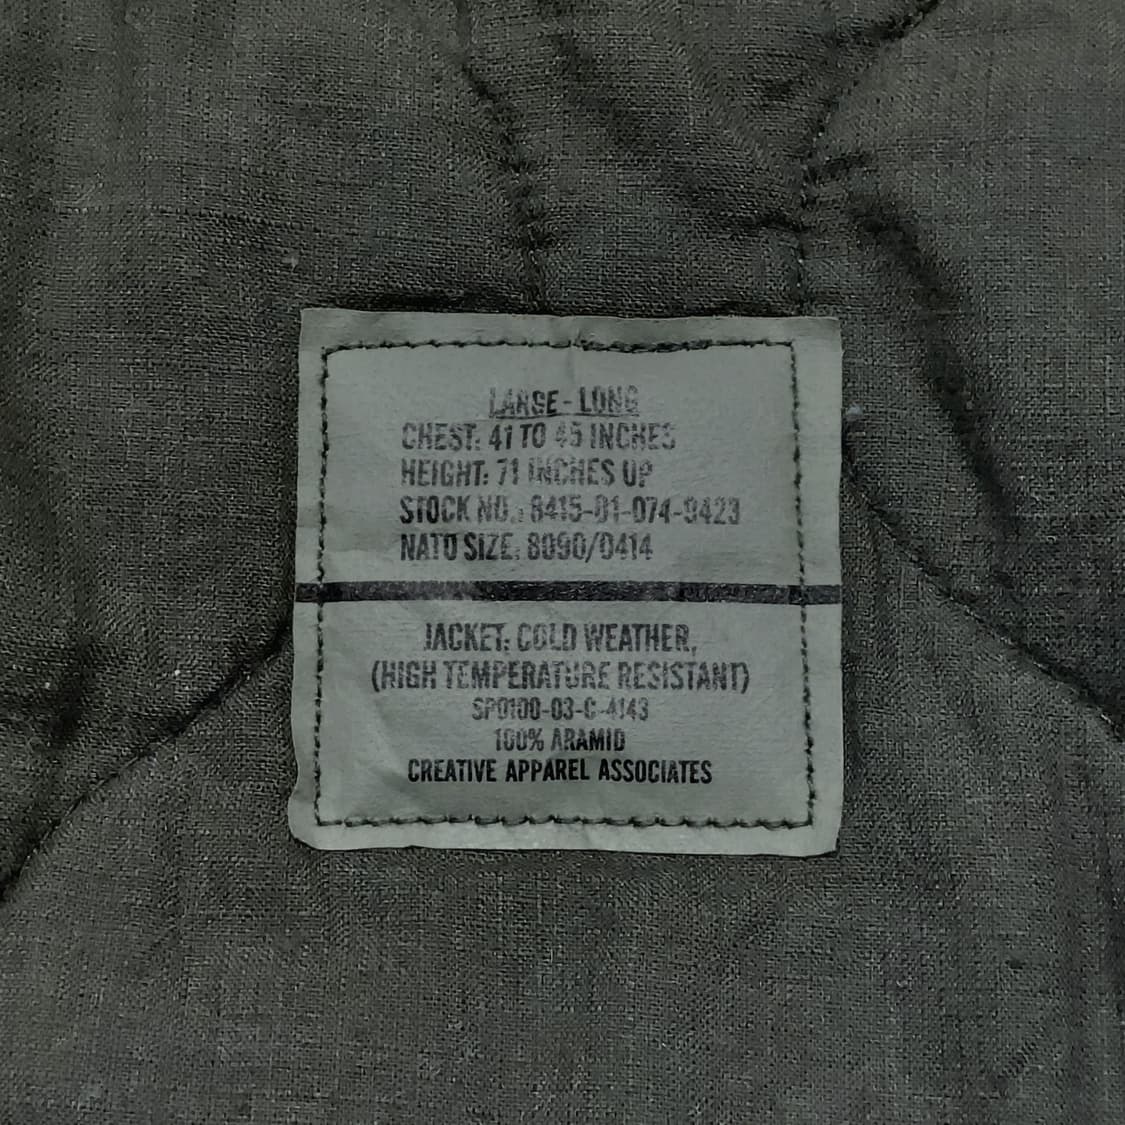 LARGE - LONG
CHEST: 41 TO 45 INCHES
HEIGHT: 71 INCHES UP
STOCK NO.: 8415-01-074-9423
NATO SIZE: 8090/0414
JACKET: COLD WEATHER,
(HIGH TEMPERATURE RESISTANT)
SP0100-03-C-4143
100% ARAMID
CREATIVE APPAREL ASSOCIATES